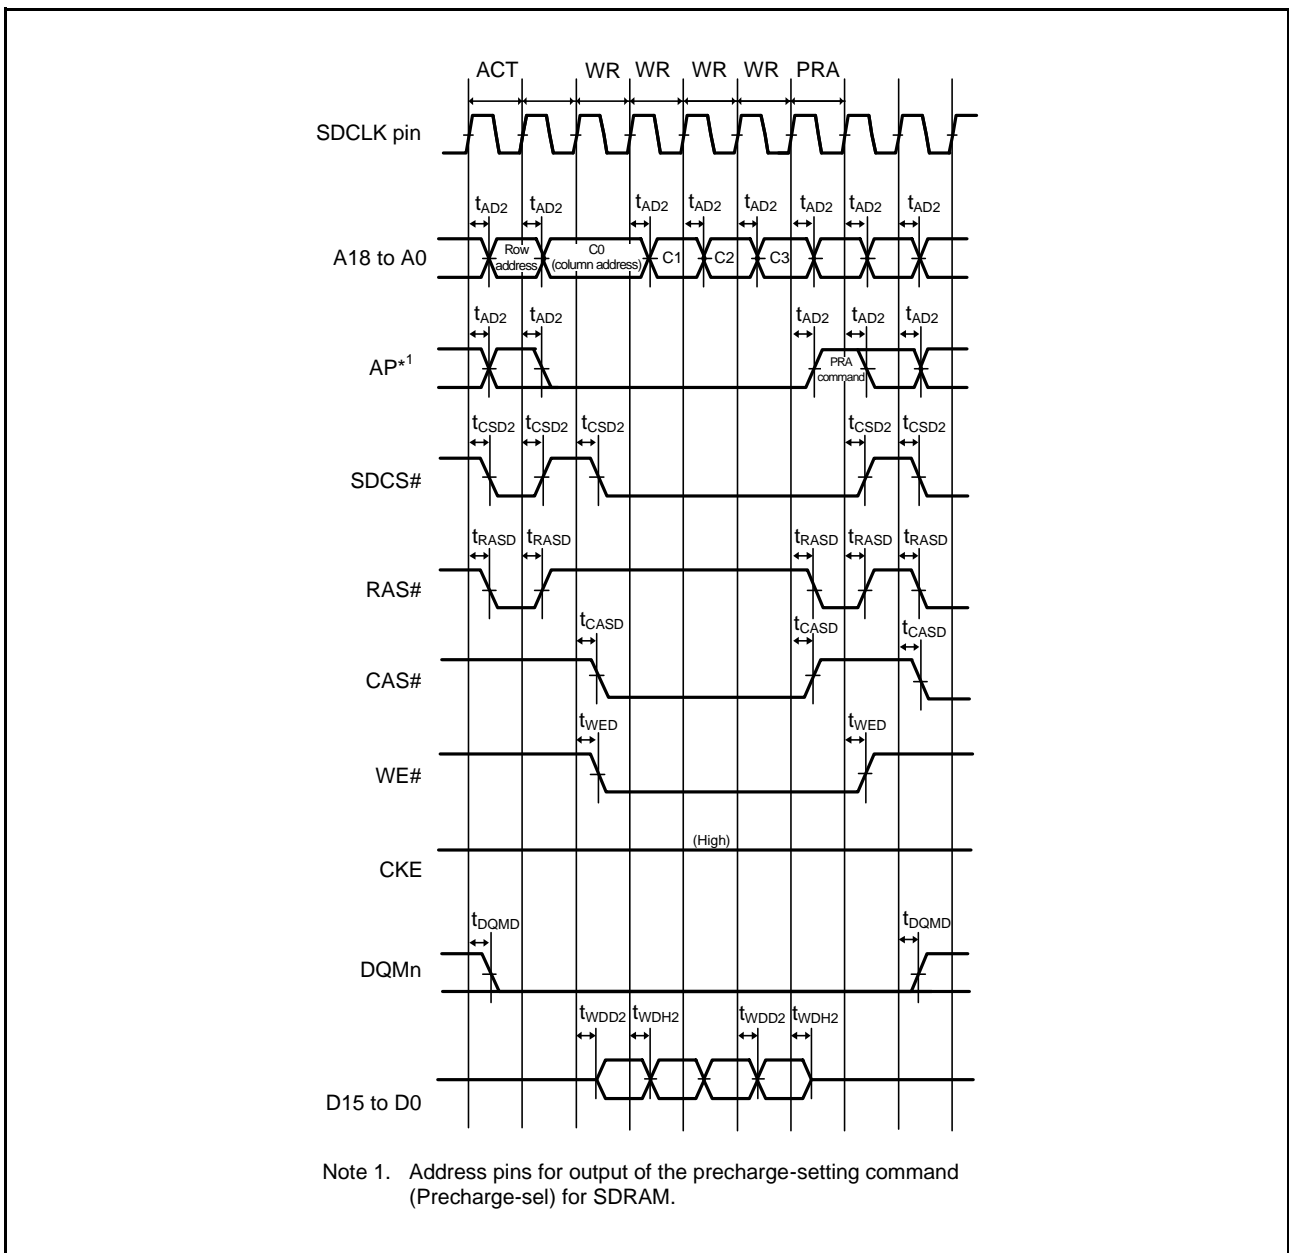 ACT WR WR WR WR PRA
SDCLK pin
tAD2 tAD2 tAD2 tAD2 tAD2 tAD2 tAD2 tAD2
A18 to A0
Row address
C0 (column address)
C1 C2 C3
tAD2 tAD2 tAD2 tAD2 tAD2
AP*1
PRA command
tCSD2 tCSD2 tCSD2 tCSD2 tCSD2
SDCS#
tRASD tRASD tRASD tRASD tRASD
RAS#
tCASD tCASD tCASD
CAS#
tWED tWED
WE#
(High)
CKE
tDQMD tDQMD
DQMn
tWDD2 tWDH2 tWDD2 tWDH2
D15 to D0
Note 1. Address pins for output of the precharge-setting command
(Precharge-sel) for SDRAM.